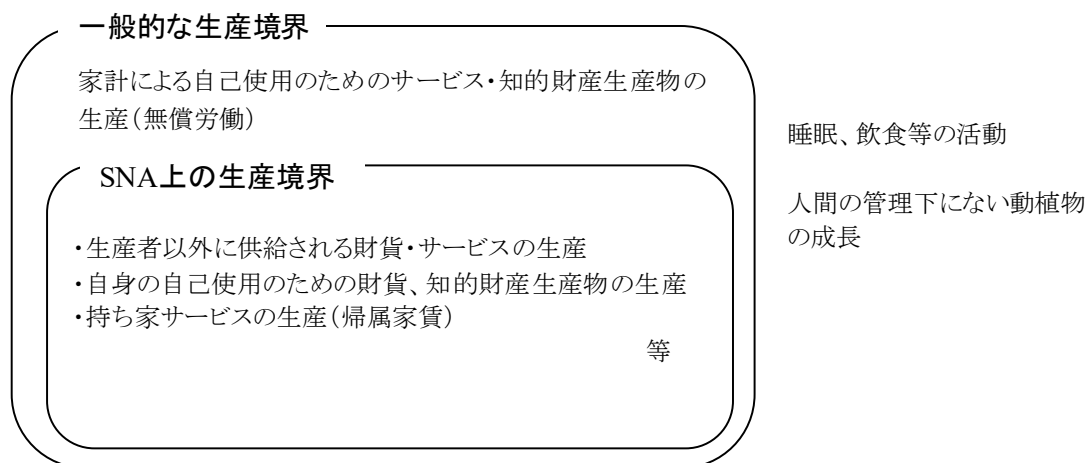 一般的な生産境界
家計による自己使用のためのサービス・知的財産生産物の
生産（無償労働）
SNA上の生産境界
・生産者以外に供給される財貨・サービスの生産
・自身の自己使用のための財貨、知的財産生産物の生産
・持ち家サービスの生産（帰属家賃）
等
睡眠、飲食等の活動
人間の管理下にない動植物
の成長